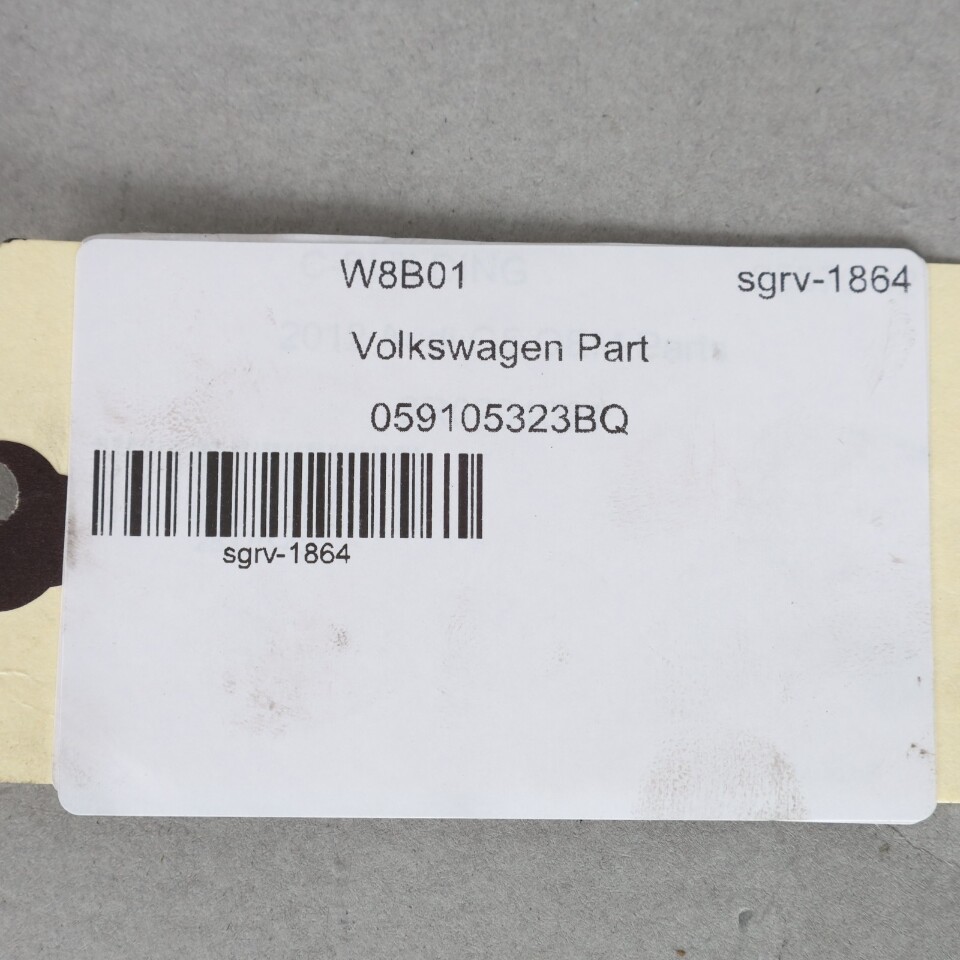 W8B01 sgrv-1864
Volkswagen Part
059105323BQ
sgrv-1864